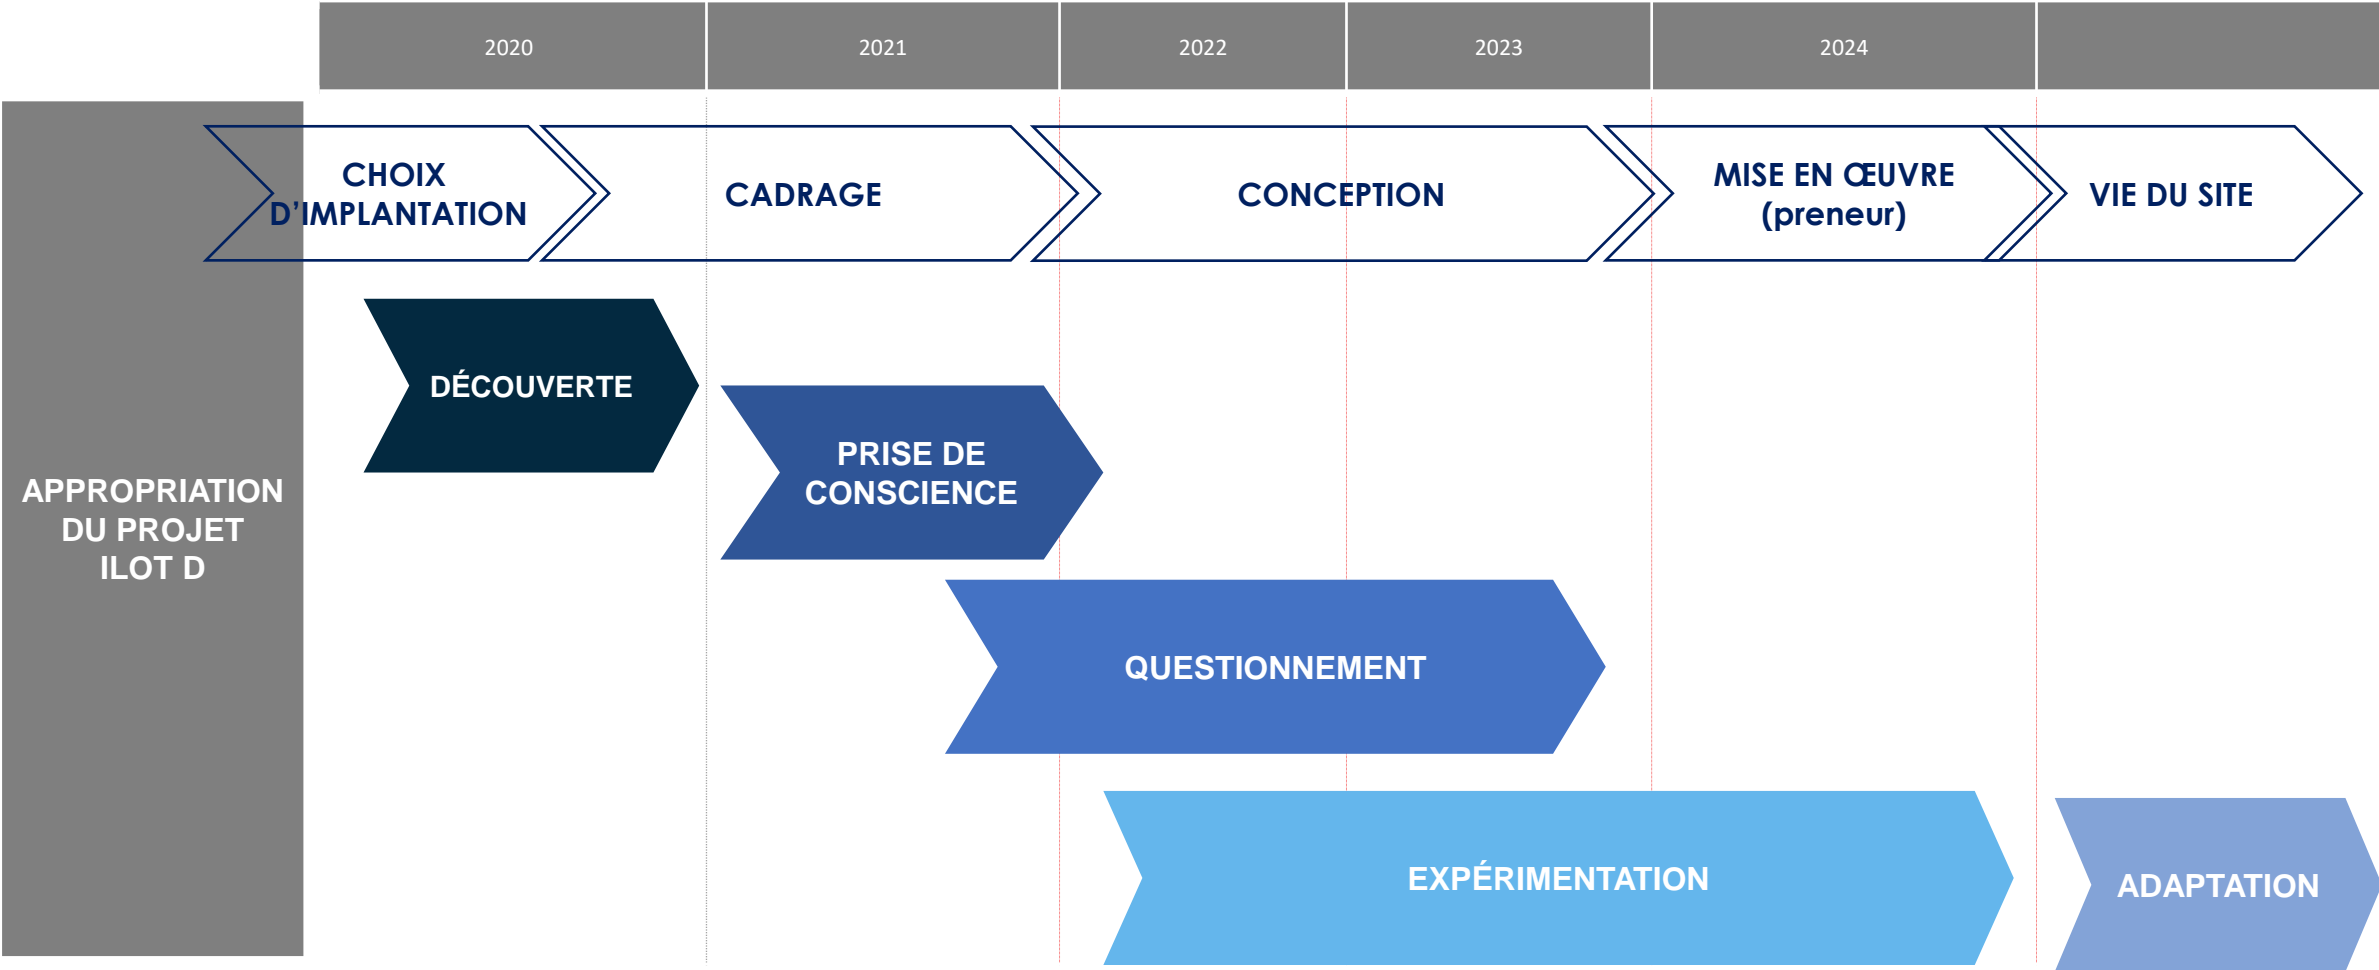 2020
2021
2022
2023
2024
CHOIX
D’IMPLANTATION
CADRAGE
CONCEPTION
MISE EN ŒUVRE
(preneur)
VIE DU SITE
APPROPRIATION
DU PROJET
ILOT D
DÉCOUVERTE
PRISE DE
CONSCIENCE
QUESTIONNEMENT
EXPÉRIMENTATION
ADAPTATION